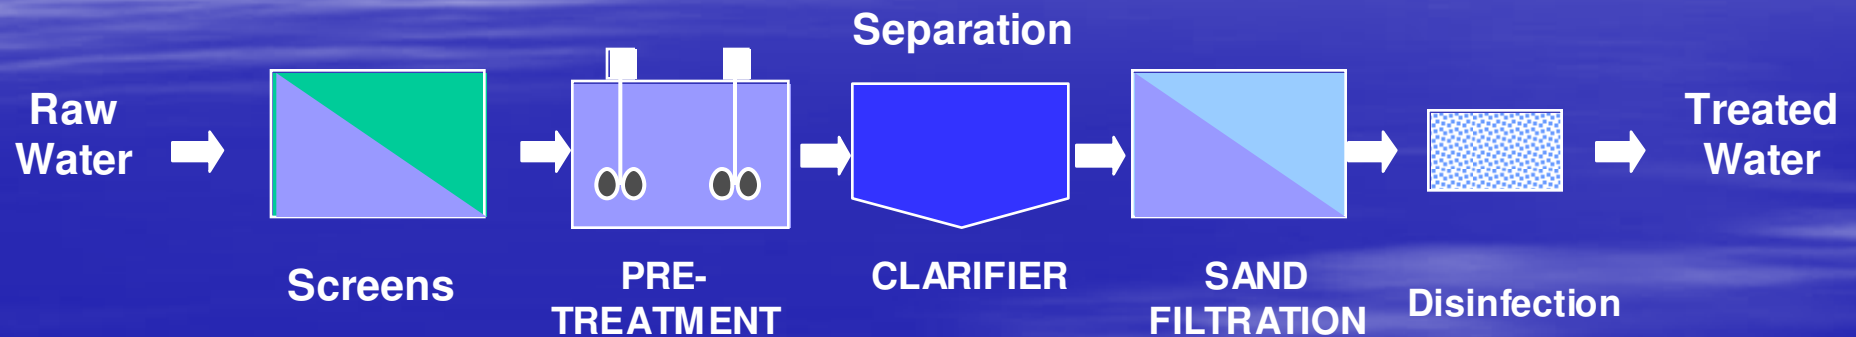 Separation
Raw
Water
Treated
Water
Screens
PRE-
TREATMENT
CLARIFIER
SAND
FILTRATION
Disinfection